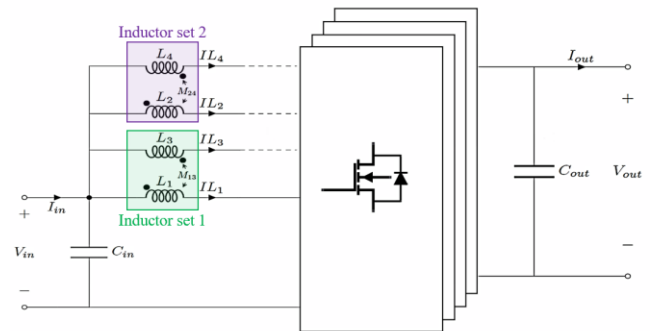 Inductor set 2
L4
IL4
Iout
M24
L2
IL2
+
L3
IL3
M13
Cout
Vout
L1
IL1
+
Iin
Inductor set 1
Vin
Cin
−
−